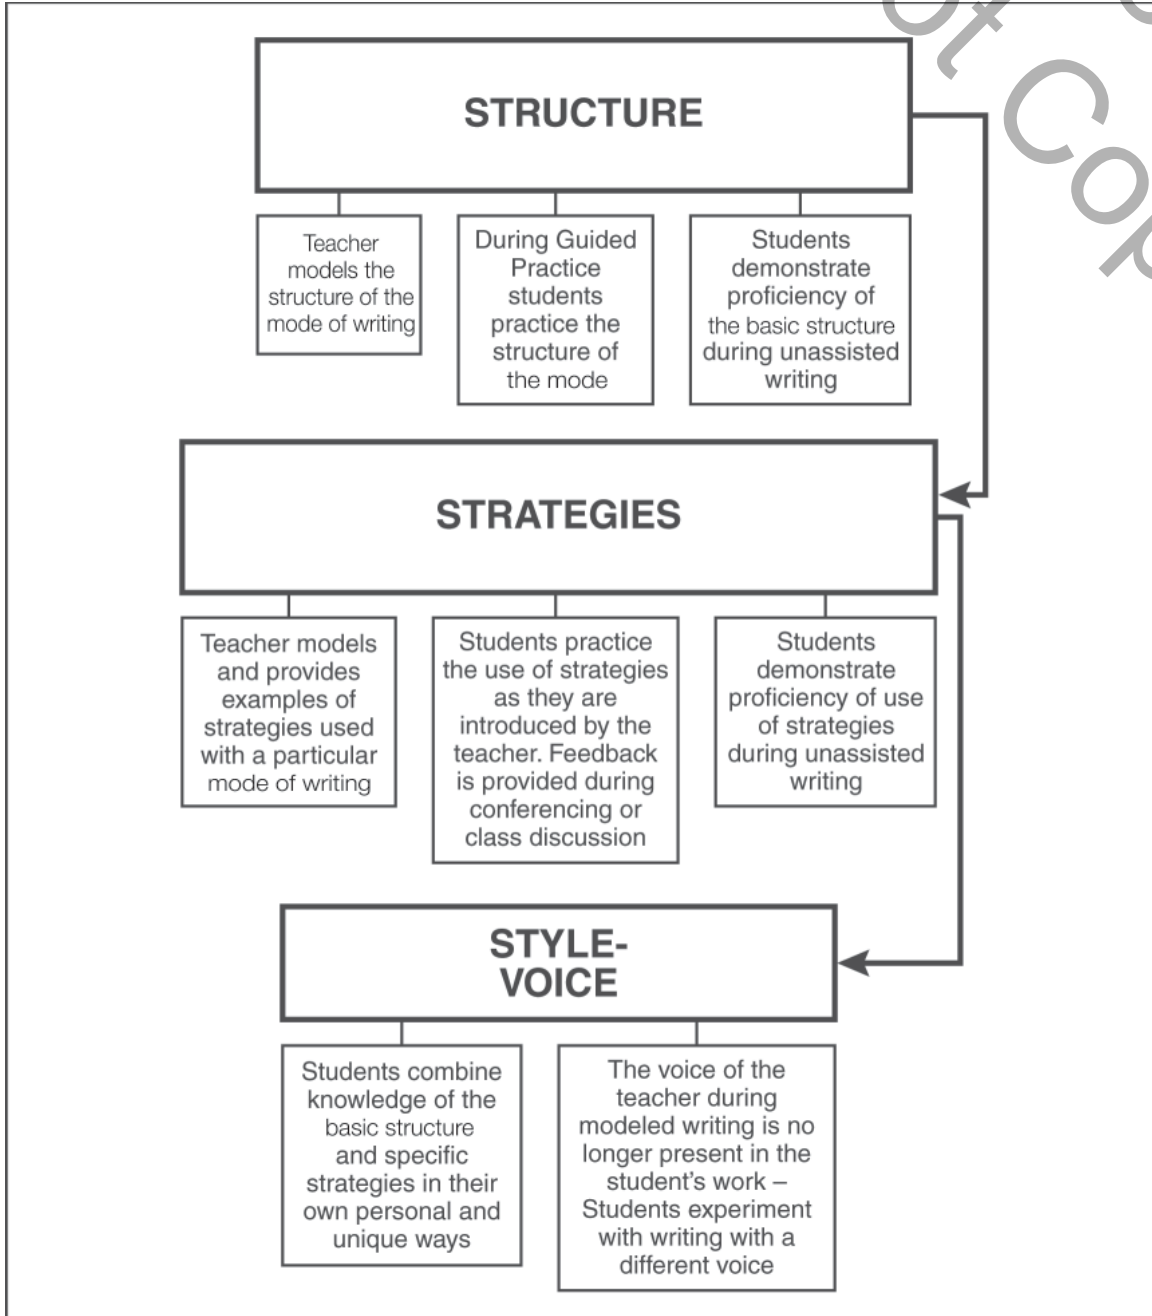 STRUCTURE
Teacher
models the
structure of the
mode of writing
During Guided
Practice
students
practice the
structure of
the mode
Students
demonstrate
proficiency of
the basic structure
during unassisted
writing
STRATEGIES
Teacher models
and provides
examples of
strategies used
with a particular
mode of writing
Students practice
the use of strategies
as they are
introduced by the
teacher. Feedback
is provided during
conferencing or
class discussion
Students
demonstrate
proficiency of use
of strategies
during unassisted
writing
STYLE-
VOICE
Students combine
knowledge of the
basic structure
and specific
strategies in their
own personal and
unique ways
The voice of the
teacher during
modeled writing is no
longer present in the
student’s work –
Students experiment
with writing with a
different voice